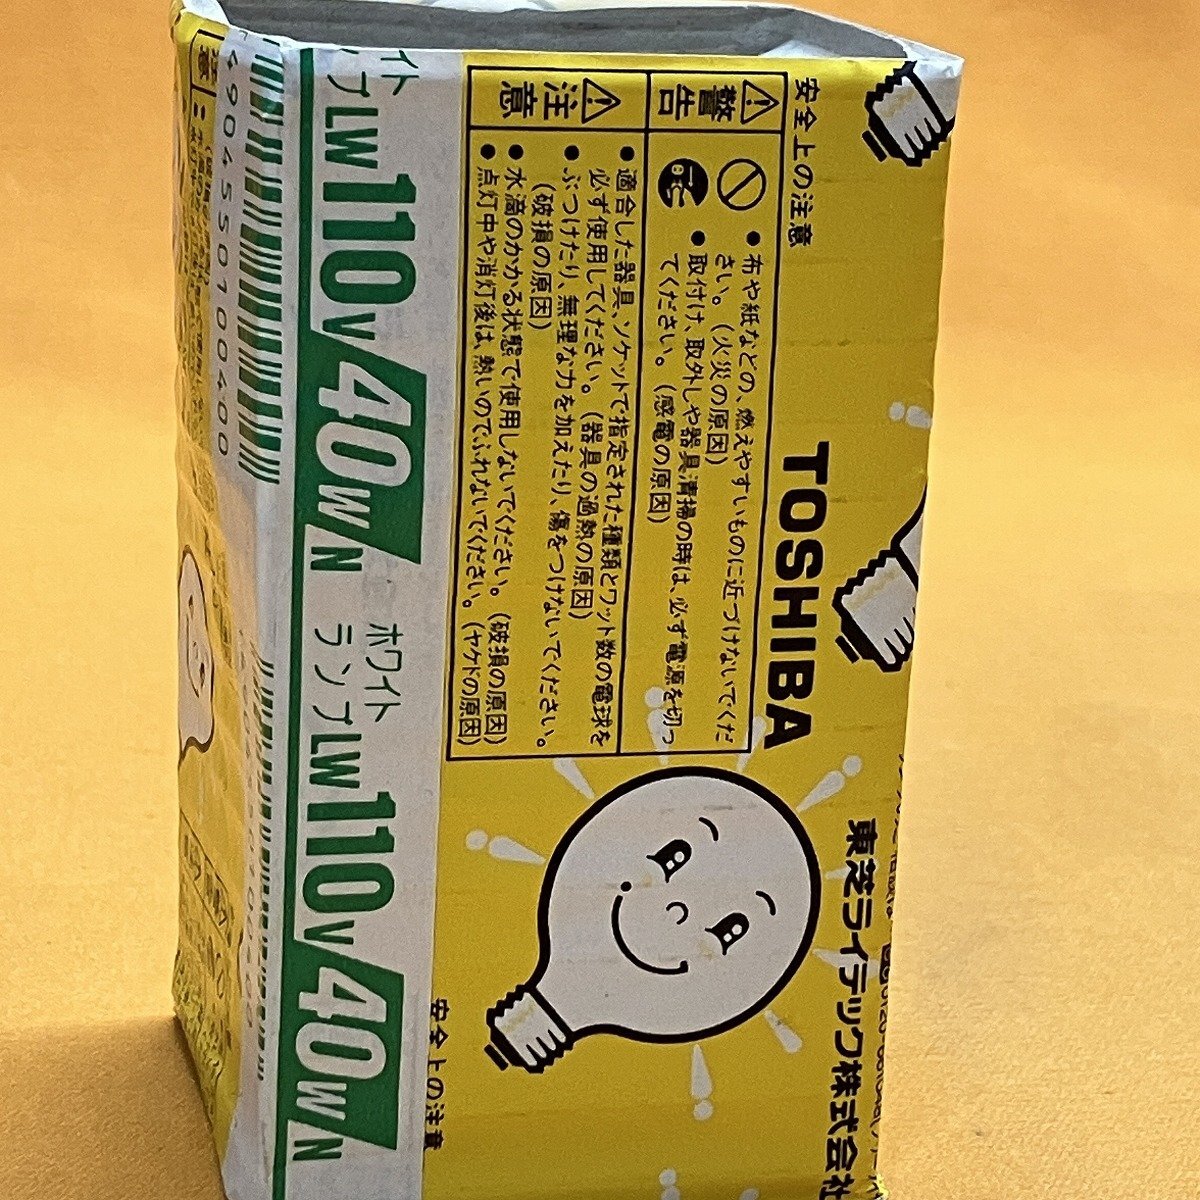 安全上の注意
警告
布や紙などの、燃えやすいものに近づけないでくだ
さい。(火災の原因)
取付け、取外しや器具清掃の時は、必ず電源を切っ
てください。(感電の原因)
注意
適合した器具、ソケットで指定された種類とワット数の電球を
必ず使用してください。(器具の過熱の原因)
ぶつけたり、無理な力を加えたり、傷をつけないでください。
(破損の原因)
水滴のかかる状態で使用しないでください。(破損の原因)
点灯中や消灯後は、熱いのでふれないでください。(ヤケドの原因)
TOSHIBA
東芝ライテック株式会社
イト
プLW110V40WN
ホワイト
ランプLW110V40WN
安全上の注意
4904550100400
注意